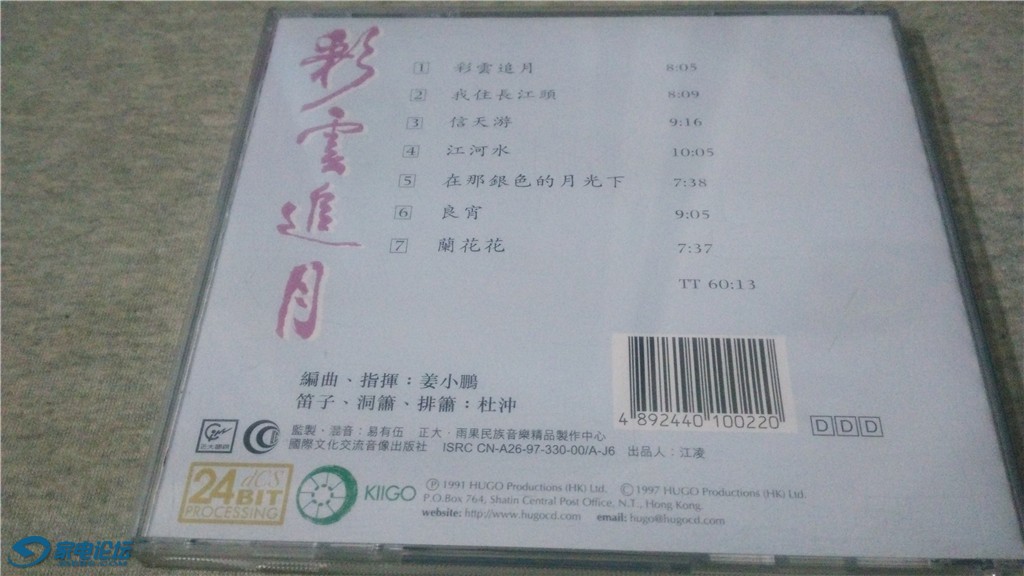 彩雲追月
1 彩雲追月 8:05
2 我住長江頭 8:09
3 信天游 9:16
4 江河水 10:05
5 在那銀色的月光下 7:38
6 良宵 9:05
7 蘭花花 7:37
TT 60:13
編曲、指揮：姜小鵬
笛子、洞簫、排簫：杜沖
4 892440 100220
DDD
監製、混音：易有伍 正大·雨果民族音樂精品製作中心
國際文化交流音像出版社 ISRC CN-A26-97-330-00/A-J6 出品人：江凌
24 BIT dCS
PROCESSING
KIIGO
Ⓟ 1991 HUGO Productions (HK) Ltd. ©1997 HUGO Productions (HK) Ltd.
P.O.Box 764, Shatin Central Post Office, N.T., Hong Kong.
website: http://www.hugocd.com email: hugo@hugocd.com
家电论坛